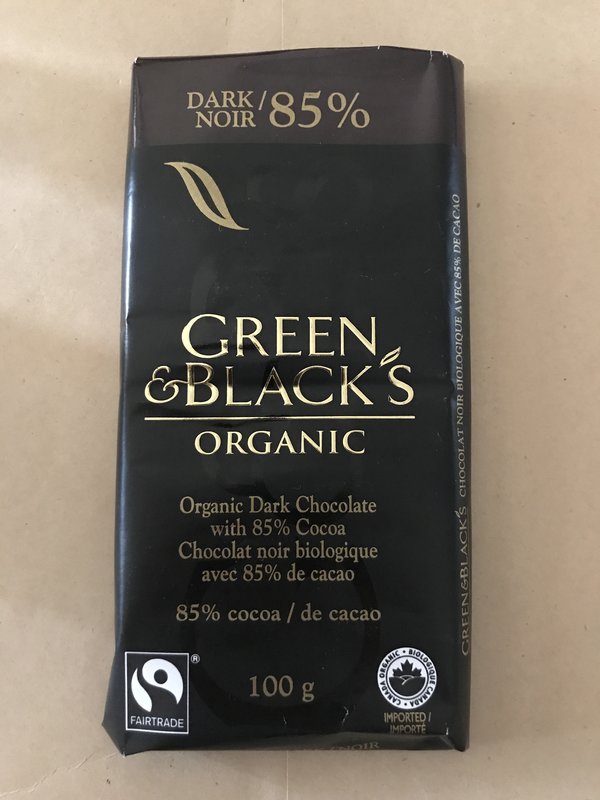 DARK / NOIR 85%
GREEN
&BLACK'S
ORGANIC
Organic Dark Chocolate
with 85% Cocoa
Chocolat noir biologique
avec 85% de cacao
85% cocoa / de cacao
100 g
FAIRTRADE
®
CANADA ORGANIC • BIOLOGIQUE CANADA •
IMPORTED /
IMPORTÉ
NOIR
GREEN&BLACK'S CHOCOLAT NOIR BIOLOGIQUE AVEC 85% DE CACAO